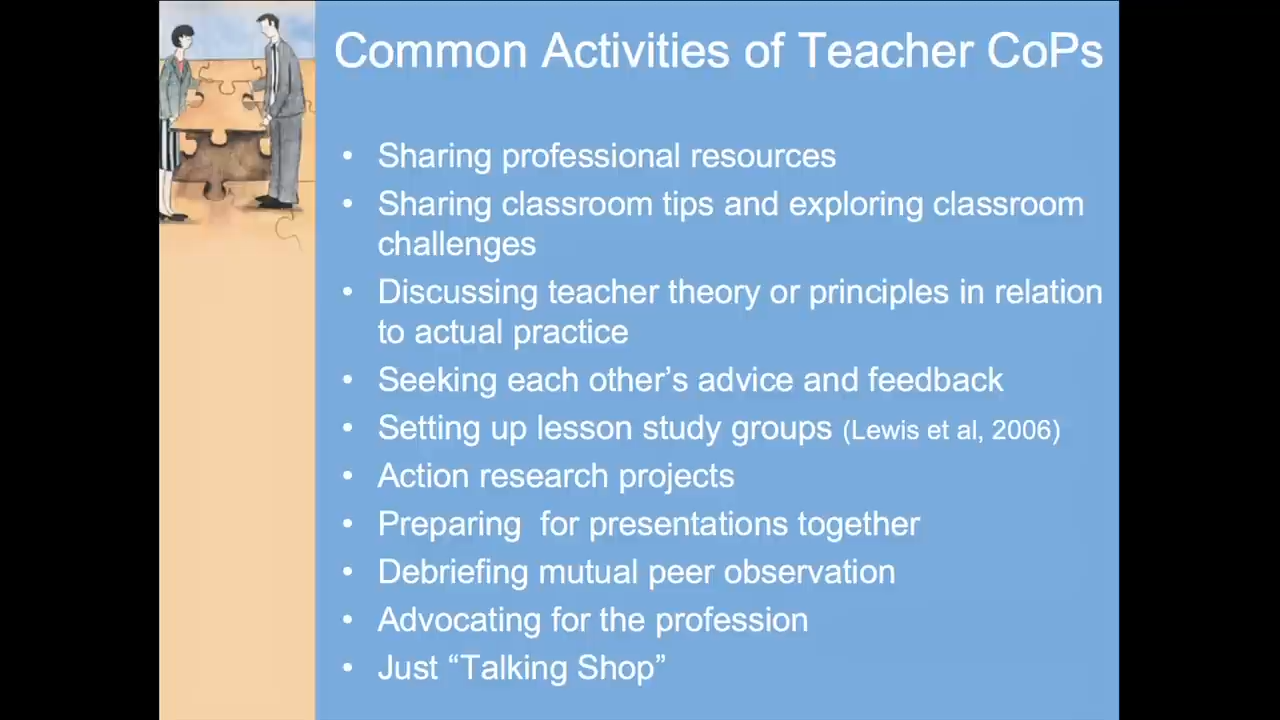 Common Activities of Teacher CoPs
• Sharing professional resources
• Sharing classroom tips and exploring classroom
challenges
• Discussing teacher theory or principles in relation
to actual practice
• Seeking each other’s advice and feedback
• Setting up lesson study groups (Lewis et al, 2006)
• Action research projects
• Preparing  for presentations together
• Debriefing mutual peer observation
• Advocating for the profession
• Just “Talking Shop”